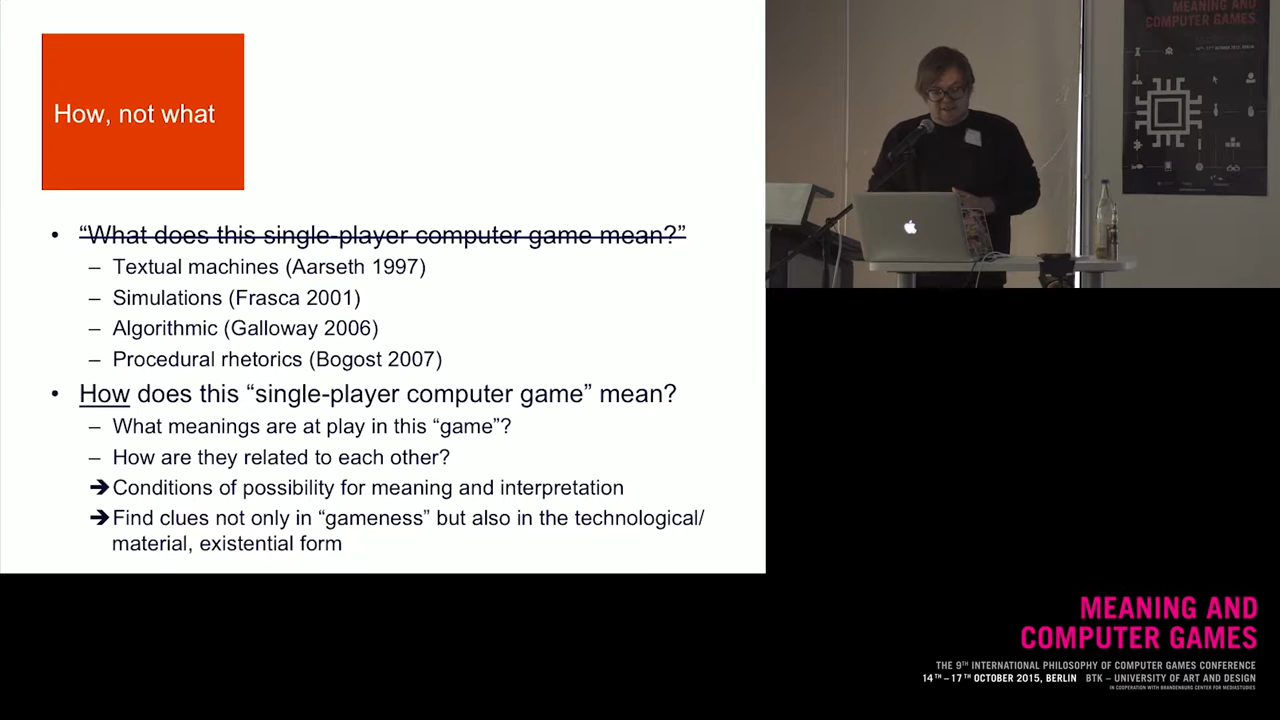 How, not what
• “What does this single-player computer game mean?”
– Textual machines (Aarseth 1997)
– Simulations (Frasca 2001)
– Algorithmic (Galloway 2006)
– Procedural rhetorics (Bogost 2007)
• How does this “single-player computer game” mean?
– What meanings are at play in this “game”?
– How are they related to each other?
➔ Conditions of possibility for meaning and interpretation
➔ Find clues not only in “gameness” but also in the technological/
material, existential form
MEANING AND
COMPUTER GAMES
MEANING AND
COMPUTER GAMES
THE 9TH INTERNATIONAL PHILOSOPHY OF COMPUTER GAMES CONFERENCE
14TH – 17TH OCTOBER 2015, BERLIN BTK – UNIVERSITY OF ART AND DESIGN
IN COOPERATION WITH BRANDENBURG CENTER FOR MEDIASTUDIES